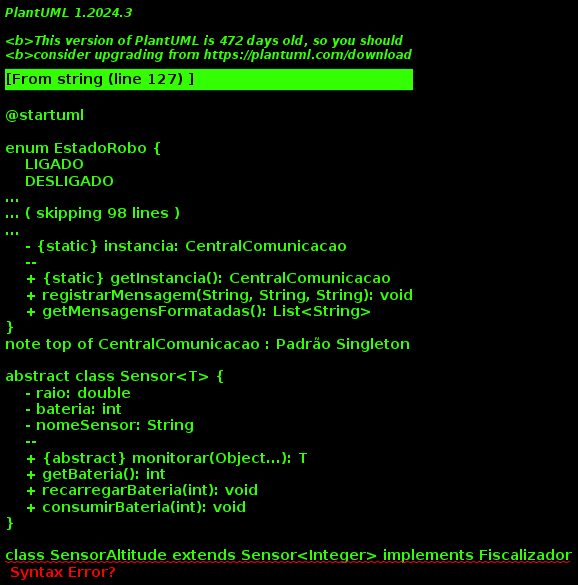 PlantUML 1.2024.3
<b>This version of PlantUML is 472 days old, so you should
<b>consider upgrading from https://plantuml.com/download
[From string (line 127) ]
@startuml
enum EstadoRobo {
LIGADO
DESLIGADO
...
... ( skipping 98 lines )
...
- {static} instancia: CentralComunicacao
--
+ {static} getInstancia(): CentralComunicacao
+ registrarMensagem(String, String, String): void
+ getMensagensFormatadas(): List<String>
}
note top of CentralComunicacao : Padrão Singleton
abstract class Sensor<T> {
- raio: double
- bateria: int
- nomeSensor: String
--
+ {abstract} monitorar(Object...): T
+ getBateria(): int
+ recarregarBateria(int): void
+ consumirBateria(int): void
}
class SensorAltitude extends Sensor<Integer> implements Fiscalizador
Syntax Error?